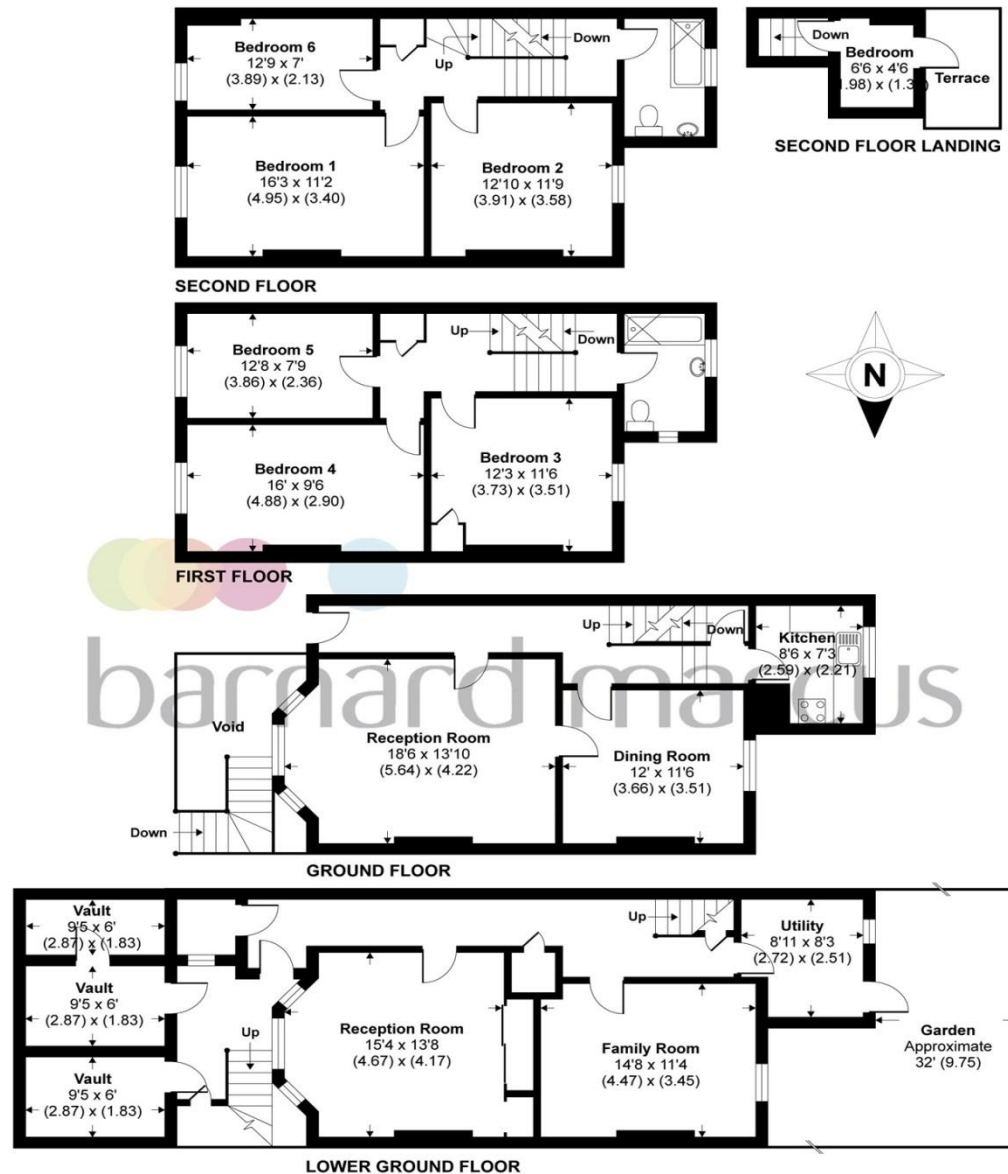 Bedroom 6
12'9 x 7'
(3.89) x (2.13)
Up
Down
Bedroom 1
16'3 x 11'2
(4.95) x (3.40)
Bedroom 2
12'10 x 11'9
(3.91) x (3.58)
SECOND FLOOR
Down
Bedroom
6'6 x 4'6
Terrace
SECOND FLOOR LANDING
Bedroom 5
12'8 x 7'9
(3.86) x (2.36)
Up
Down
Bedroom 4
16' x 9'6
(4.88) x (2.90)
Bedroom 3
12'3 x 11'6
(3.73) x (3.51)
FIRST FLOOR
N
barnard marcus
Up
Down
Kitchen
8'6 x 7'3
(2.59) x (2.21)
Void
Reception Room
18'6 x 13'10
(5.64) x (4.22)
Dining Room
12' x 11'6
(3.66) x (3.51)
Down
GROUND FLOOR
Vault
9'5 x 6'
(2.87) x (1.83)
Up
Utility
8'11 x 8'3
(2.72) x (2.51)
Vault
9'5 x 6'
(2.87) x (1.83)
Up
Reception Room
15'4 x 13'8
(4.67) x (4.17)
Family Room
14'8 x 11'4
(4.47) x (3.45)
Garden
Approximate
32' (9.75)
Vault
9'5 x 6'
(2.87) x (1.83)
LOWER GROUND FLOOR